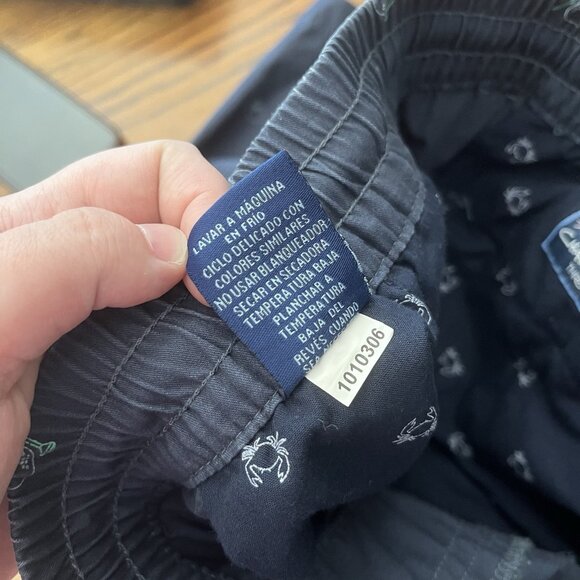 LAVAR A MÁQUINA
EN FRÍO
CICLO DELICADO CON
COLORES SIMILARES
NO USAR BLANQUEADOR
SECAR EN SECADORA
TEMPERATURA BAJA
PLANCHAR A
TEMPERATURA
BAJA DEL
REVÉS CUANDO
1010306